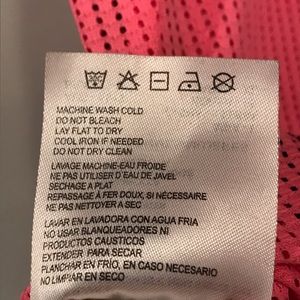 MACHINE WASH COLD
DO NOT BLEACH
LAY FLAT TO DRY
COOL IRON IF NEEDED
DO NOT DRY CLEAN
LAVAGE MACHINE-EAU FROIDE
NE PAS UTILISER D'EAU DE JAVEL
SECHAGE A PLAT
REPASSAGE À FER DOUX, SI NÉCESSAIRE
NE PAS NETTOYER A SEC
LAVAR EN LAVADORA CON AGUA FRIA
NO USAR BLANQUEADORES NI
PRODUCTOS CAUSTICOS
EXTENDER PARA SECAR
PLANCHAR EN FRÍO, EN CASO NECESARIO
NO LIMPIAR EN SECO